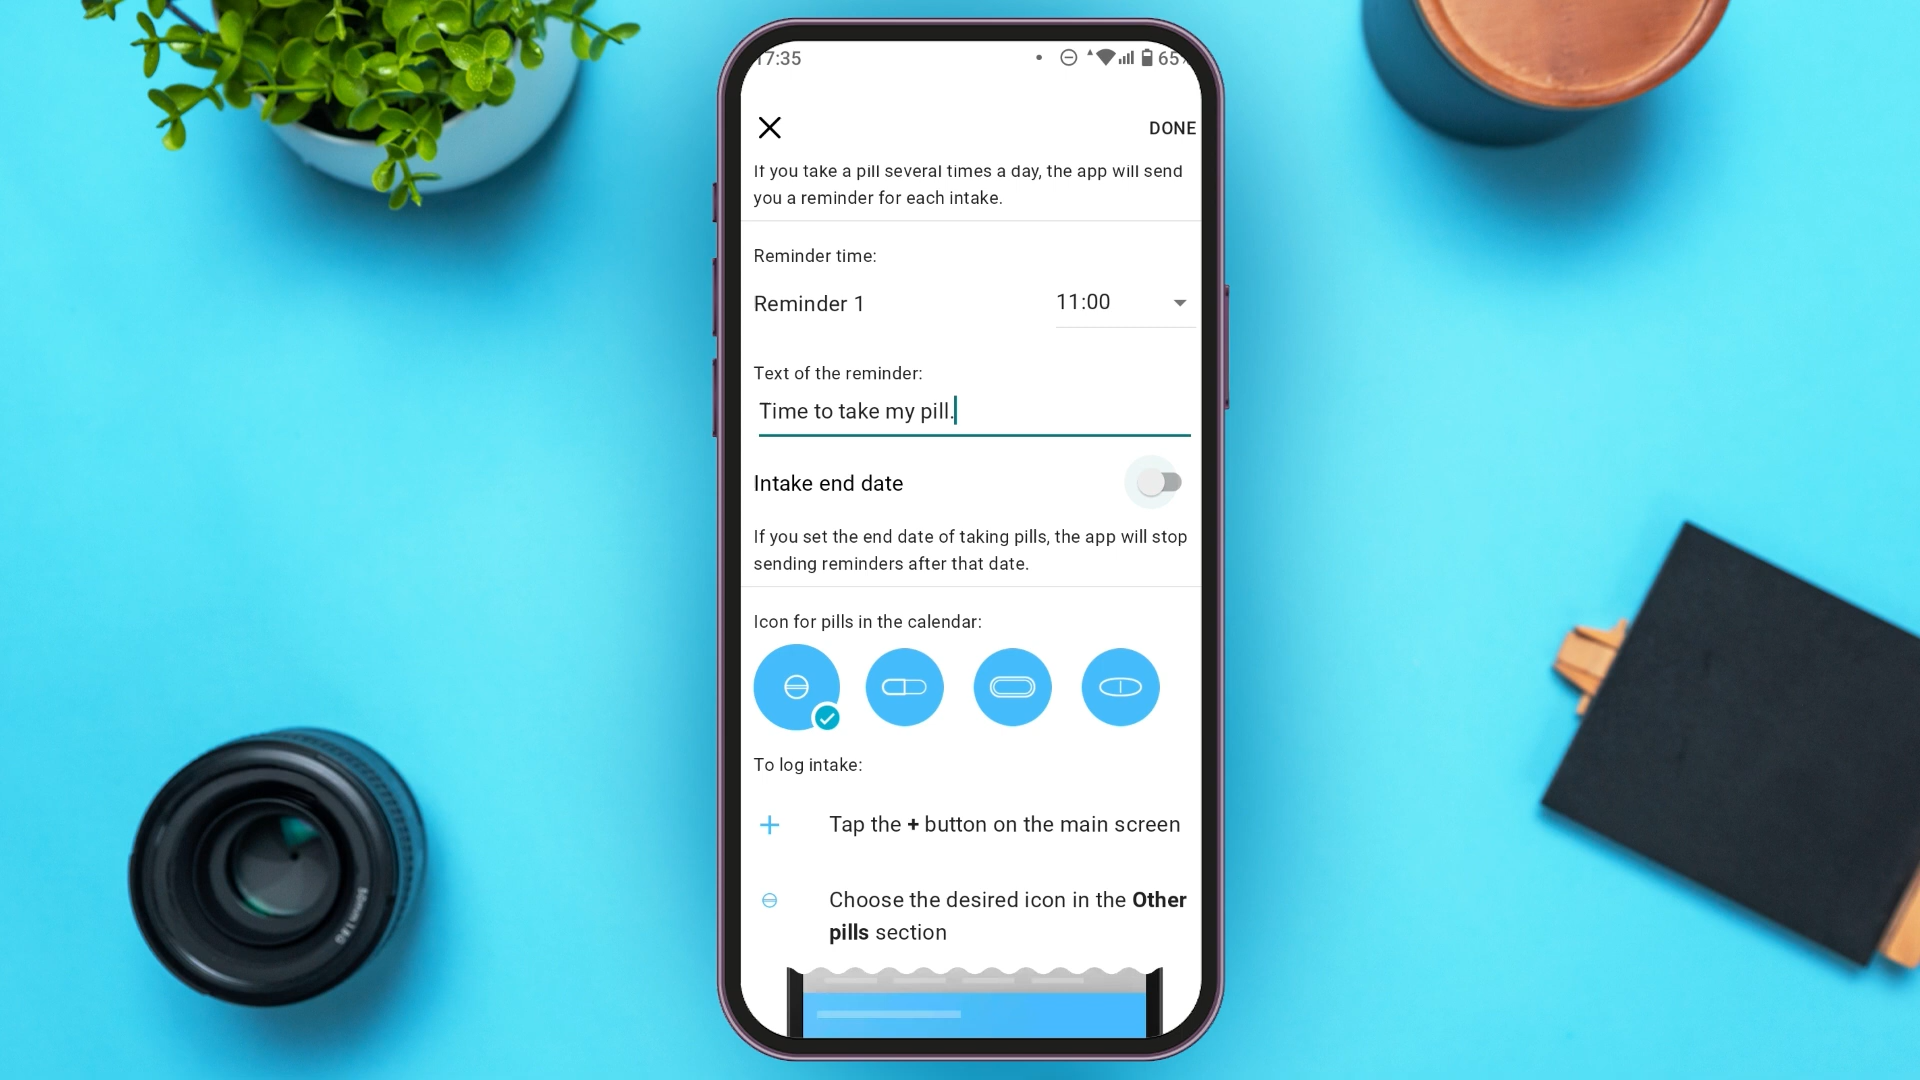 17:35
65%
DONE
If you take a pill several times a day, the app will send
you a reminder for each intake.
Reminder time:
Reminder 1
11:00
Text of the reminder:
Time to take my pill.
Intake end date
If you set the end date of taking pills, the app will stop
sending reminders after that date.
Icon for pills in the calendar:
To log intake:
Tap the + button on the main screen
Choose the desired icon in the Other
pills section